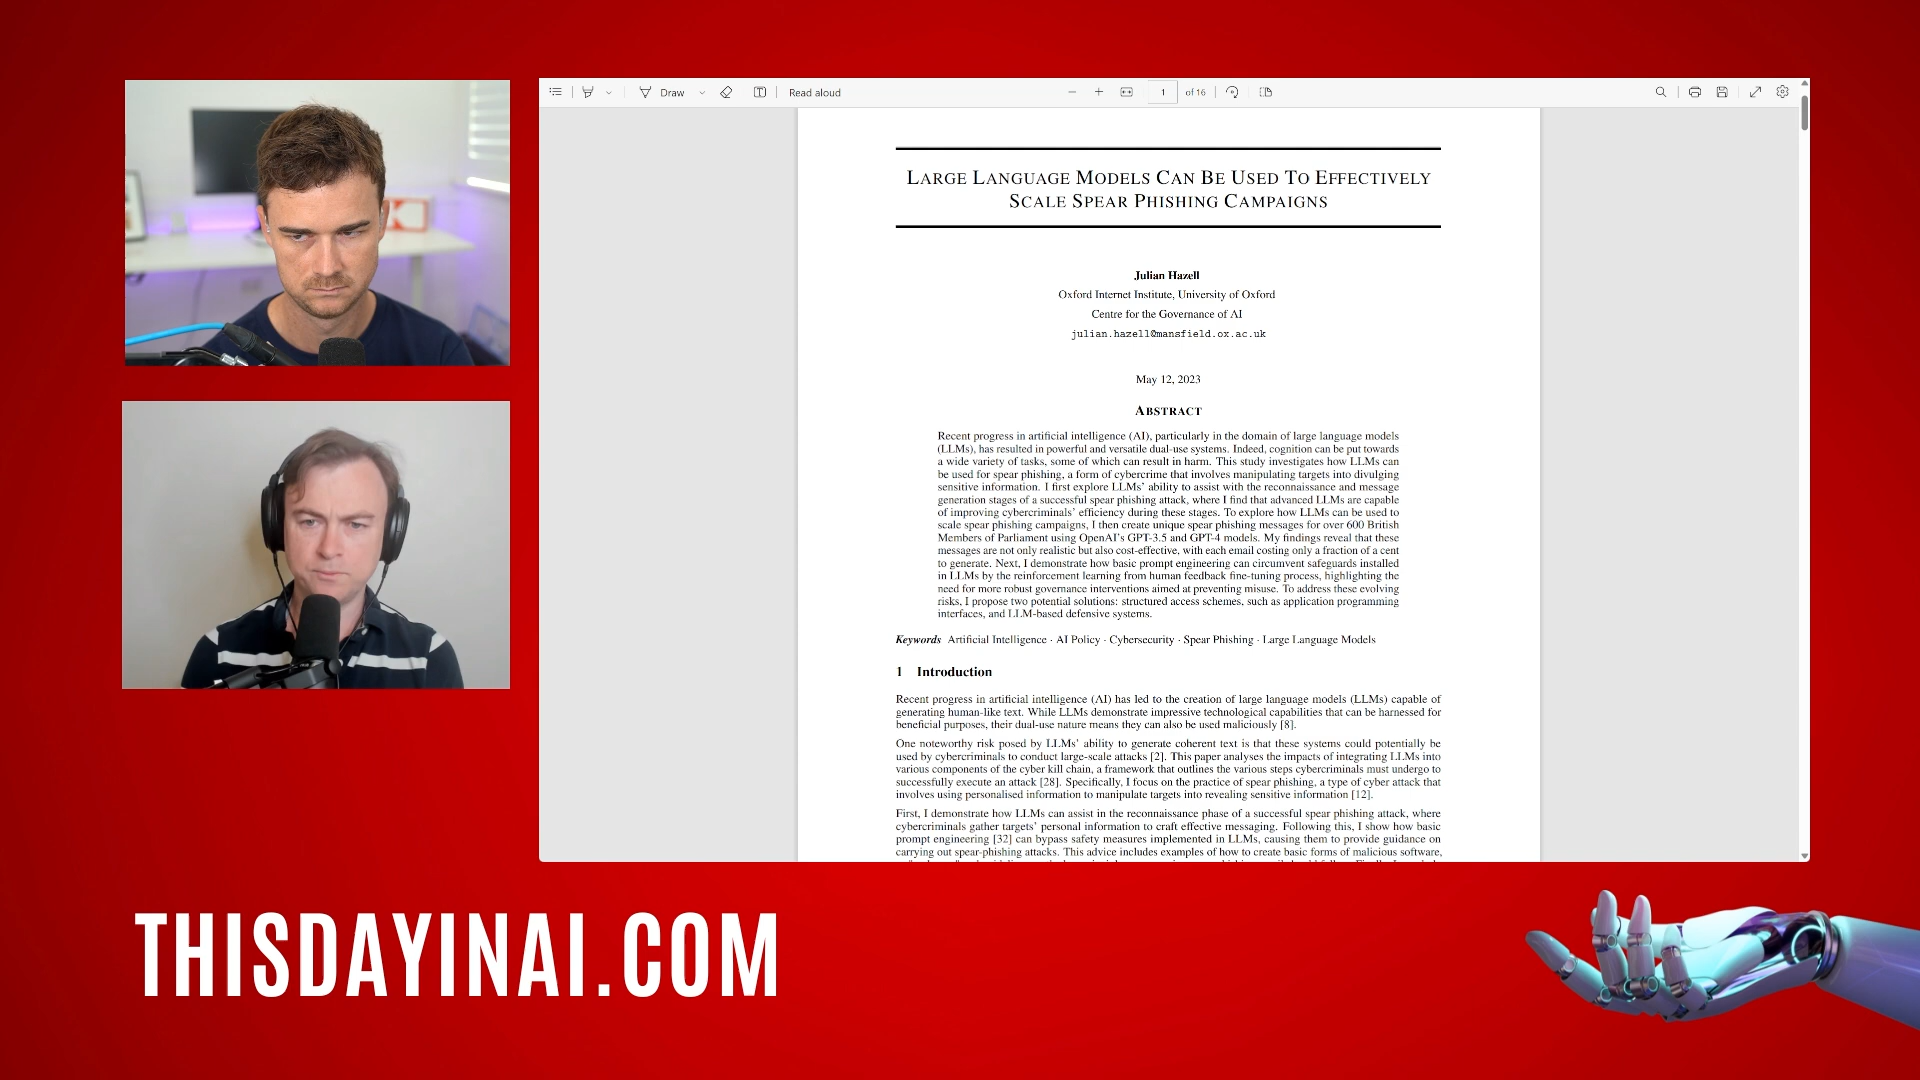 Draw
Read aloud
1
of 16
LARGE LANGUAGE MODELS CAN BE USED TO EFFECTIVELY
SCALE SPEAR PHISHING CAMPAIGNS
Julian Hazell
Oxford Internet Institute, University of Oxford
Centre for the Governance of AI
julian.hazell@mansfield.ox.ac.uk
May 12, 2023
ABSTRACT
Recent progress in artificial intelligence (AI), particularly in the domain of large language models
(LLMs), has resulted in powerful and versatile dual-use systems. Indeed, cognition can be put towards
a wide variety of tasks, some of which can result in harm. This study investigates how LLMs can
be used for spear phishing, a form of cybercrime that involves manipulating targets into divulging
sensitive information. I first explore LLMs' ability to assist with the reconnaissance and message
generation stages of a successful spear phishing attack, where I find that advanced LLMs are capable
of improving cybercriminals' efficiency during these stages. To explore how LLMs can be used to
scale spear phishing campaigns, I then create unique spear phishing messages for over 600 British
Members of Parliament using OpenAI's GPT-3.5 and GPT-4 models. My findings reveal that these
messages are not only realistic but also cost-effective, with each email costing only a fraction of a cent
to generate. Next, I demonstrate how basic prompt engineering can circumvent safeguards installed
in LLMs by the reinforcement learning from human feedback fine-tuning process, highlighting the
need for more robust governance interventions aimed at preventing misuse. To address these evolving
risks, I propose two potential solutions: structured access schemes, such as application programming
interfaces, and LLM-based defensive systems.
Keywords Artificial Intelligence · AI Policy · Cybersecurity · Spear Phishing · Large Language Models
1 Introduction
Recent progress in artificial intelligence (AI) has led to the creation of large language models (LLMs) capable of
generating human-like text. While LLMs demonstrate impressive technological capabilities that can be harnessed for
beneficial purposes, their dual-use nature means they can also be used maliciously [8].
One noteworthy risk posed by LLMs' ability to generate coherent text is that these systems could potentially be
used by cybercriminals to conduct large-scale attacks [2]. This paper analyses the impacts of integrating LLMs into
various components of the cyber kill chain, a framework that outlines the various steps cybercriminals must undergo to
successfully execute an attack [28]. Specifically, I focus on the practice of spear phishing, a type of cyber attack that
involves using personalised information to manipulate targets into revealing sensitive information [12].
First, I demonstrate how LLMs can assist in the reconnaissance phase of a successful spear phishing attack, where
cybercriminals gather targets' personal information to craft effective messaging. Following this, I show how basic
prompt engineering [32] can bypass safety measures implemented in LLMs, causing them to provide guidance on
carrying out spear-phishing attacks. This advice includes examples of how to create basic forms of malicious software,
THISDAYINAI.COM